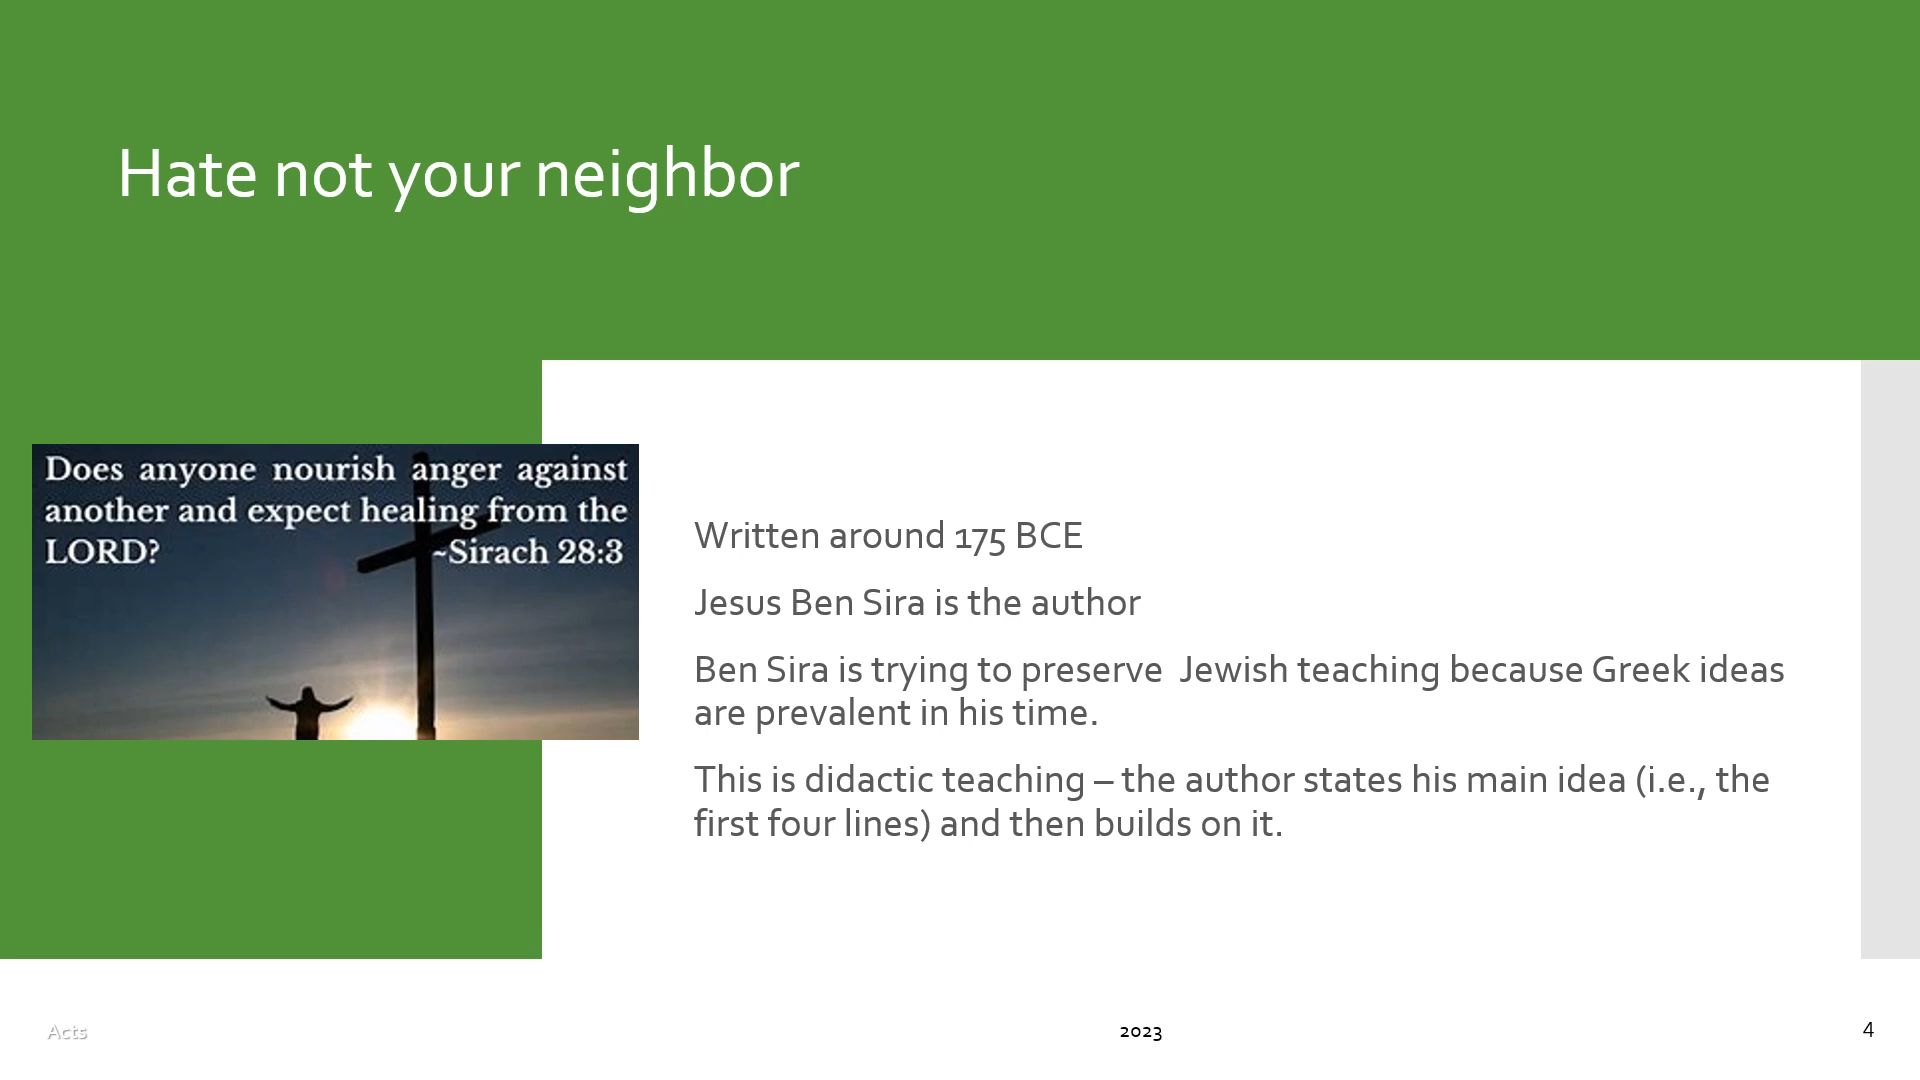 Hate not your neighbor
Does anyone nourish anger against
another and expect healing from the
LORD?
~Sirach 28:3
Written around 175 BCE
Jesus Ben Sira is the author
Ben Sira is trying to preserve  Jewish teaching because Greek ideas
are prevalent in his time.
This is didactic teaching – the author states his main idea (i.e., the
first four lines) and then builds on it.
Acts
2023
4